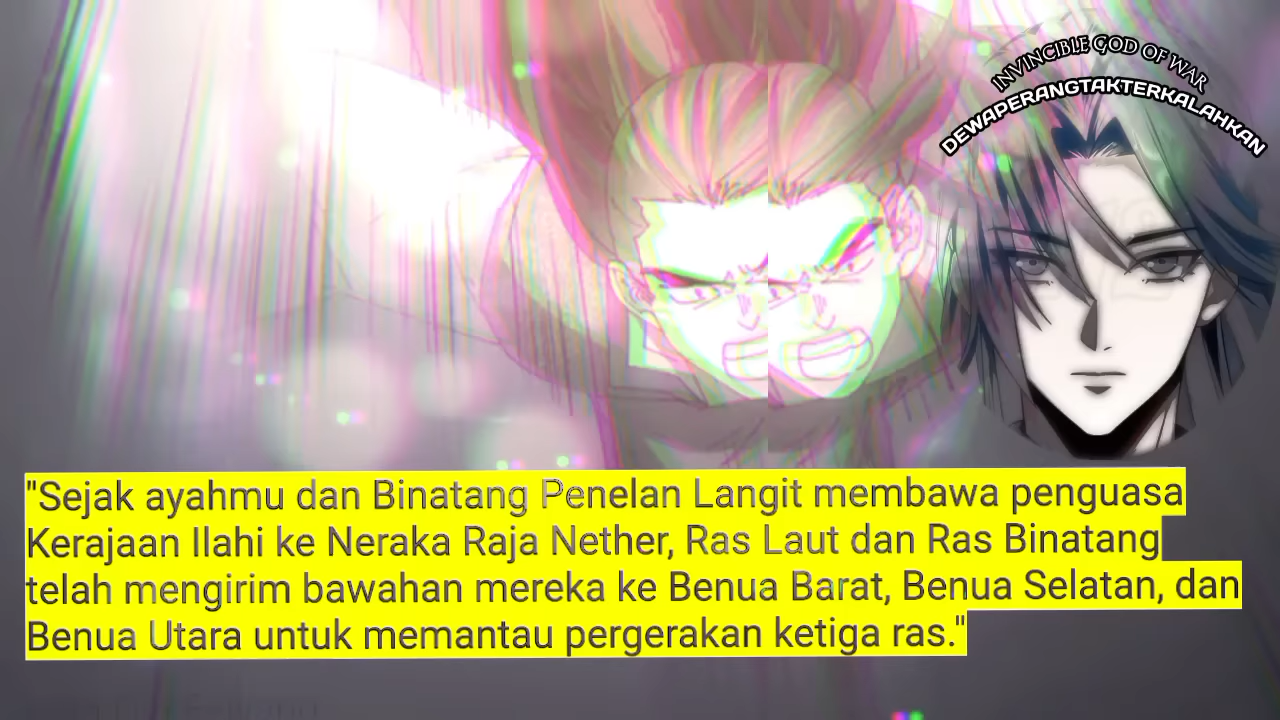 INVINCIBLE GOD OF WAR
DEWAPERANGTAKTERKALAHKAN
"Sejak ayahmu dan Binatang Penelan Langit membawa penguasa
Kerajaan Ilahi ke Neraka Raja Nether, Ras Laut dan Ras Binatang
telah mengirim bawahan mereka ke Benua Barat, Benua Selatan, dan
Benua Utara untuk memantau pergerakan ketiga ras."